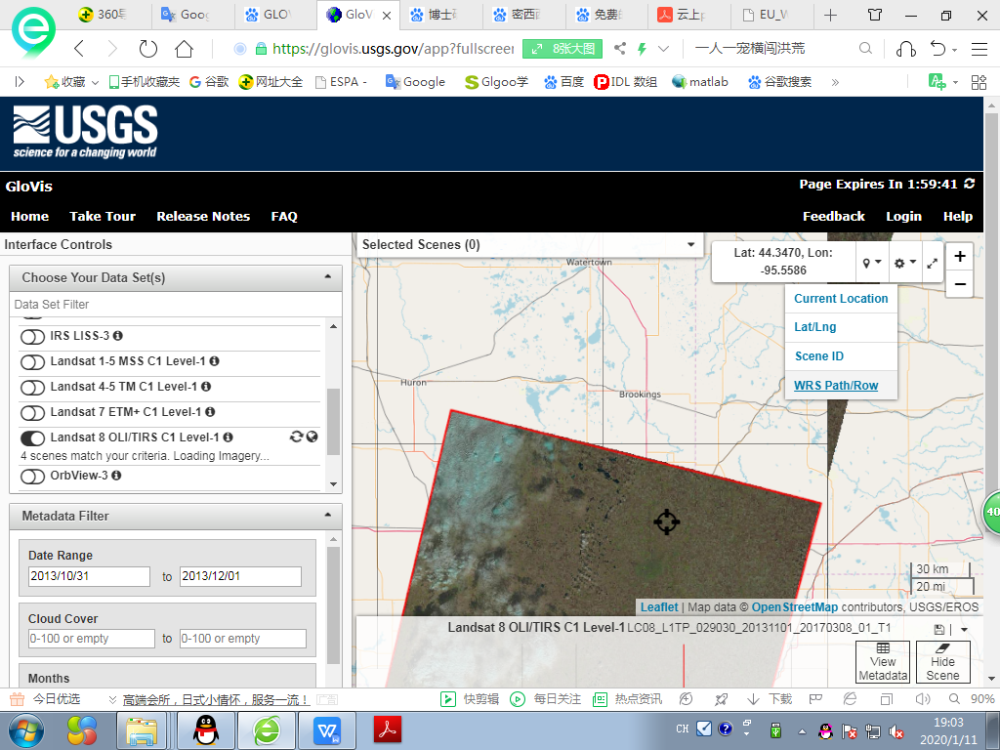 360导
Goog
GLO
GloV
博士
密西
免费
云上
EU_W
https://glovis.usgs.gov/app?fullscreen
8张大图
一人一宠横闯洪荒
收藏
手机收藏夹
谷歌
网址大全
ESPA -
Google
Glgoo学
百度
IDL 数组
matlab
谷歌搜索
»
USGS
science for a changing world
GloVis
Page Expires In 1:59:41
Home Take Tour Release Notes FAQ
Feedback Login Help
Interface Controls
Choose Your Data Set(s)
Data Set Filter
IRS LISS-3
Landsat 1-5 MSS C1 Level-1
Landsat 4-5 TM C1 Level-1
Landsat 7 ETM+ C1 Level-1
Landsat 8 OLI/TIRS C1 Level-1
4 scenes match your criteria. Loading Imagery...
OrbView-3
Metadata Filter
Date Range
2013/10/31 to 2013/12/01
Cloud Cover
0-100 or empty to 0-100 or empty
Months
Selected Scenes (0)
Lat: 44.3470, Lon:
-95.5586
+
−
Current Location
Lat/Lng
Scene ID
WRS Path/Row
Watertown
Huron
Brookings
40
30 km
20 mi
Leaflet | Map data © OpenStreetMap contributors, USGS/EROS
Landsat 8 OLI/TIRS C1 Level-1 LC08_L1TP_029030_20131101_20170308_01_T1
View
Metadata
Hide
Scene
今日优选
高端会所，日式小情怀，服务一流！
广告
快剪辑
每日关注
热点资讯
下载
90%
CH
19:03
2020/1/11